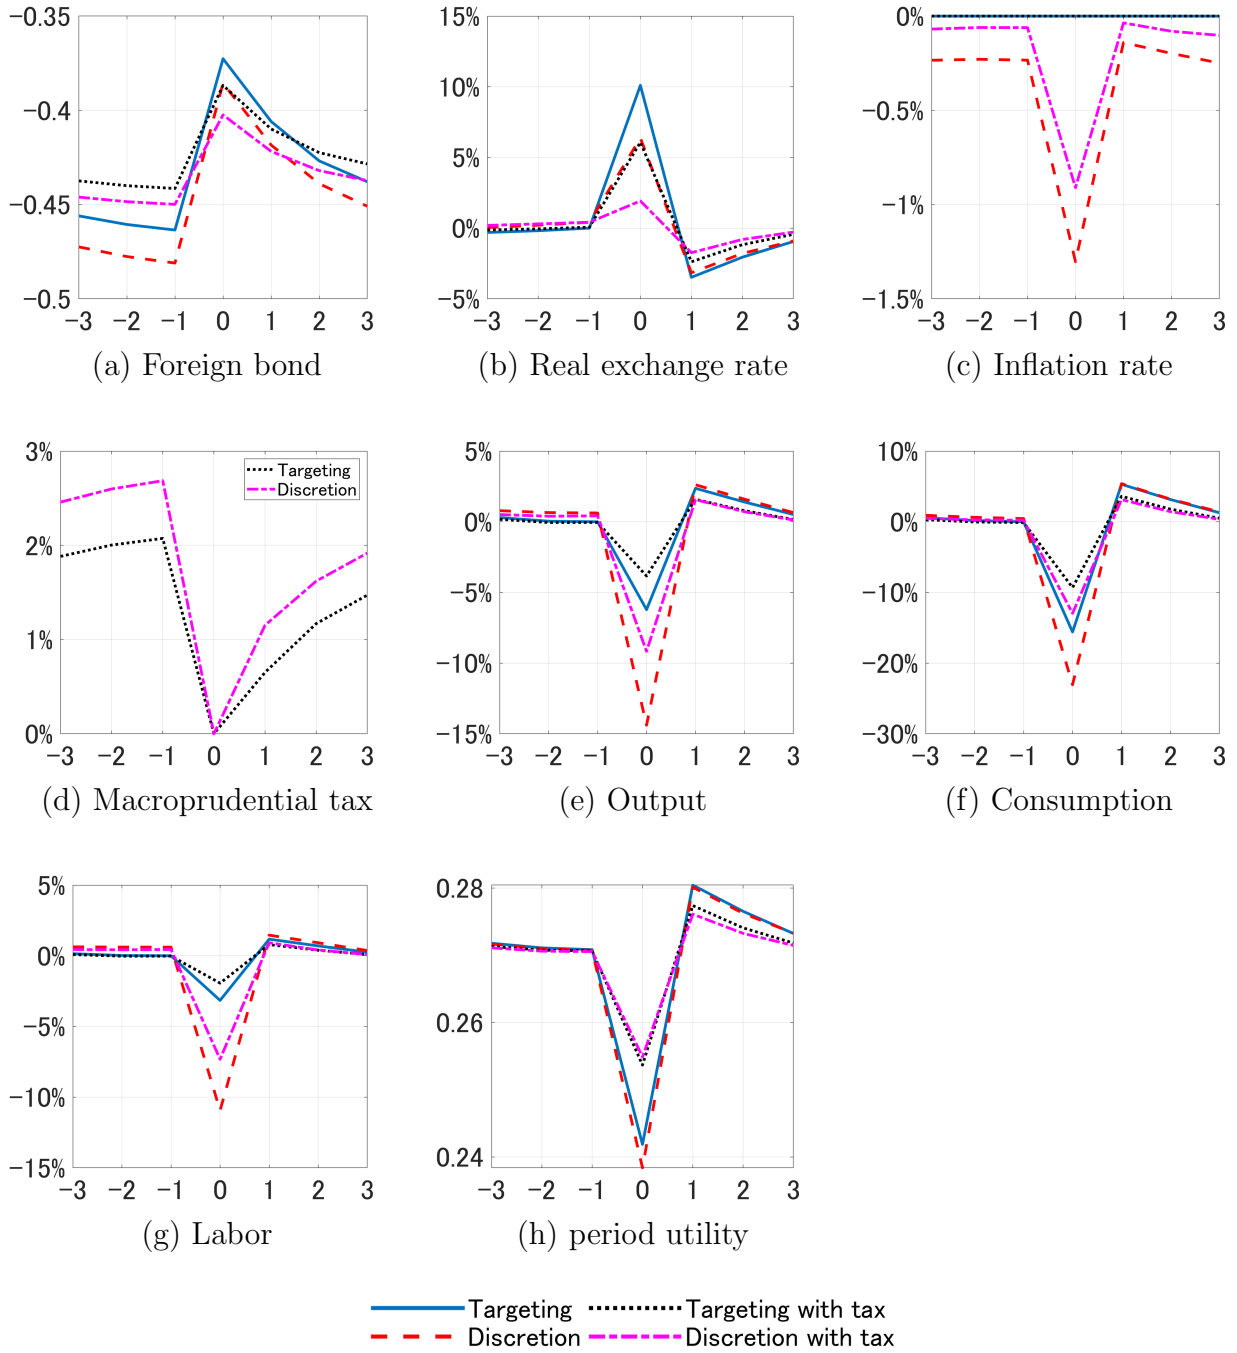 −0.35
−0.4
−0.45
−0.5
−3 −2 −1 0 1 2 3
(a) Foreign bond
15%
10%
5%
0%
−5%
−3 −2 −1 0 1 2 3
(b) Real exchange rate
0%
−0.5%
−1%
−1.5%
−3 −2 −1 0 1 2 3
(c) Inflation rate
3%
2%
1%
0%
Targeting
Discretion
−3 −2 −1 0 1 2 3
(d) Macroprudential tax
5%
0%
−5%
−10%
−15%
−3 −2 −1 0 1 2 3
(e) Output
10%
0%
−10%
−20%
−30%
−3 −2 −1 0 1 2 3
(f) Consumption
5%
0%
−5%
−10%
−15%
−3 −2 −1 0 1 2 3
(g) Labor
0.28
0.26
0.24
−3 −2 −1 0 1 2 3
(h) period utility
Targeting Targeting with tax
Discretion Discretion with tax